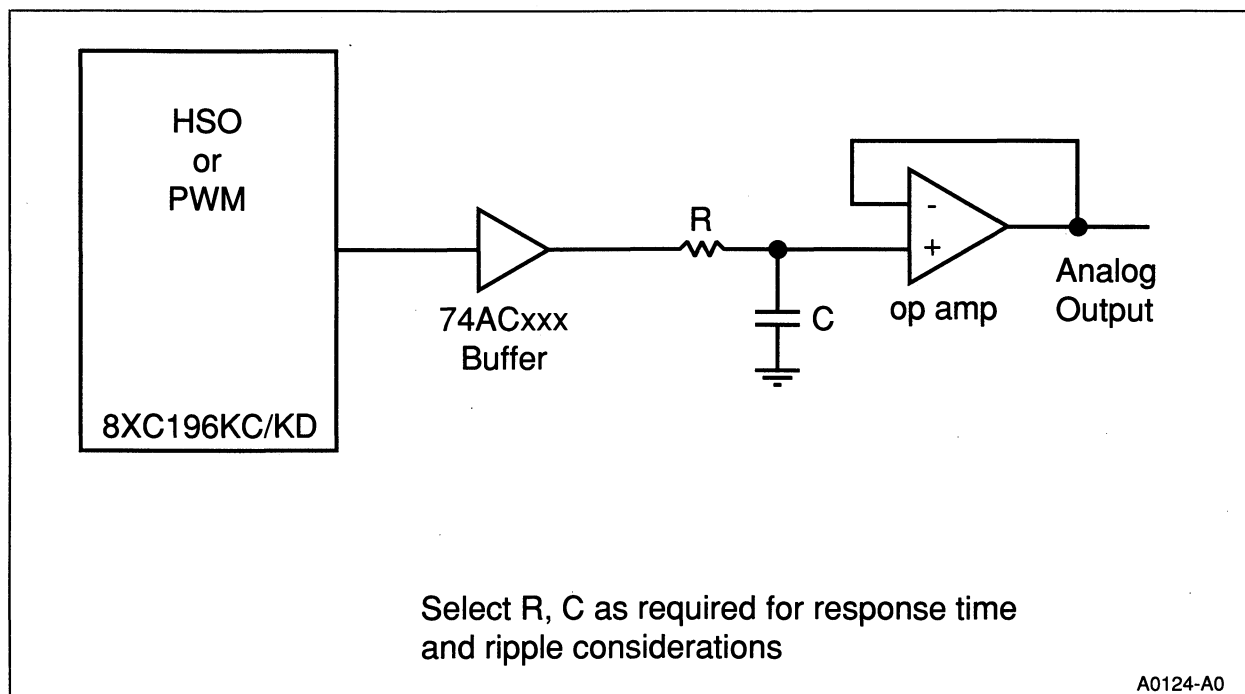 HSO
or
PWM
8XC196KC/KD
74ACxxx
Buffer
R
C
-
+
op amp
Analog
Output
Select R, C as required for response time
and ripple considerations
A0124-A0